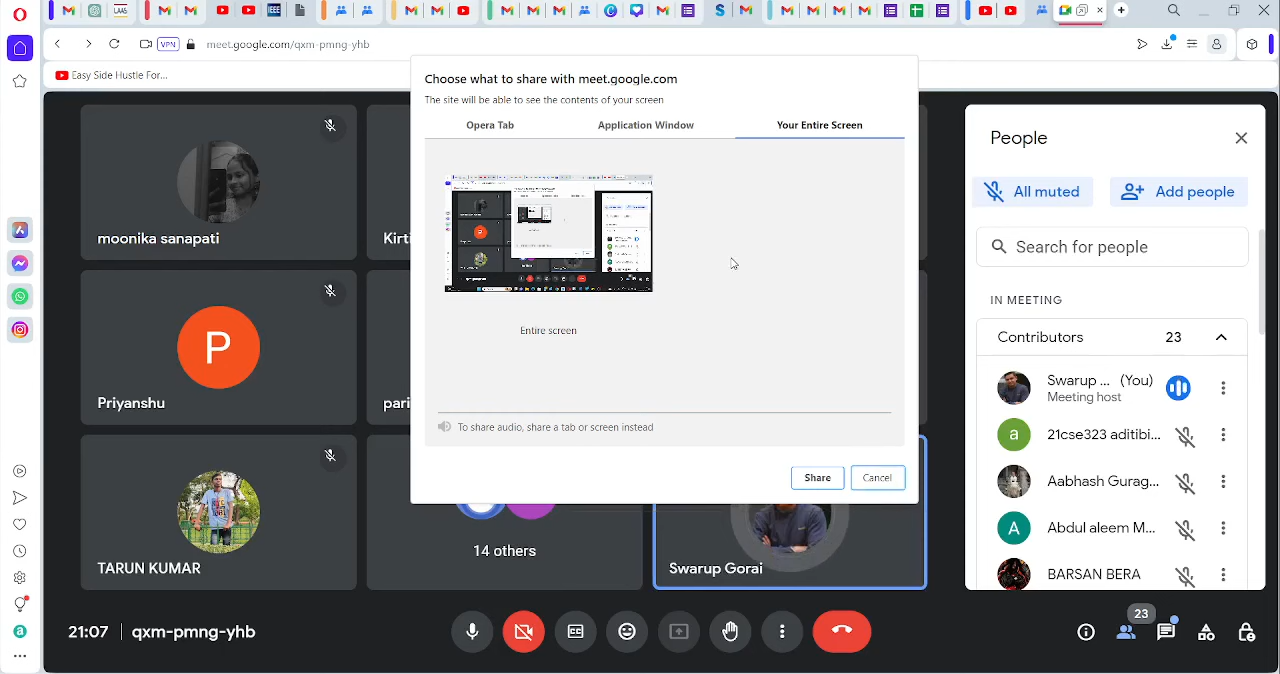 LAAS
IEEE
VPN
meet.google.com/qxm-pmng-yhb
Easy Side Hustle For...
Choose what to share with meet.google.com
The site will be able to see the contents of your screen
Opera Tab
Application Window
Your Entire Screen
Entire screen
To share audio, share a tab or screen instead
Share
Cancel
moonika sanapati
Kirti
P
Priyanshu
pari
TARUN KUMAR
14 others
Swarup Gorai
People
All muted
Add people
Search for people
IN MEETING
Contributors
23
Swarup ... (You)
Meeting host
a
21cse323 aditibi...
Aabhash Gurag...
A
Abdul aleem M...
BARSAN BERA
21:07
qxm-pmng-yhb
CC
23